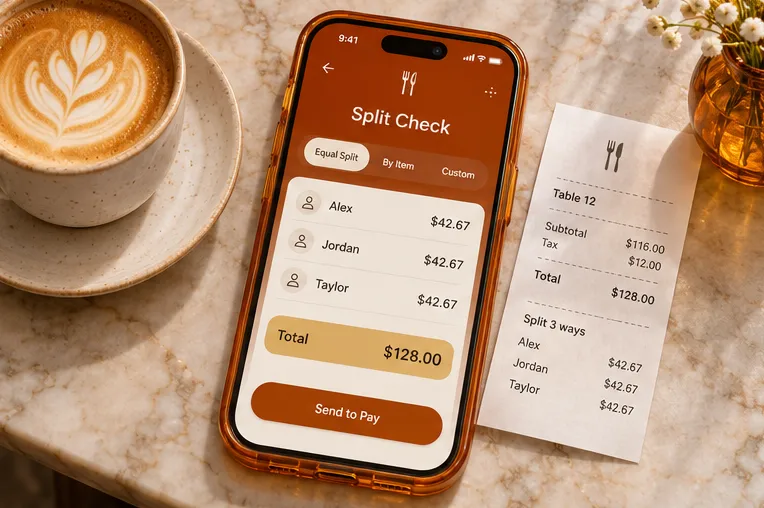 9:41
Split Check
Equal Split By Item Custom
Alex $42.67
Jordan $42.67
Taylor $42.67
Total $128.00
Send to Pay
Table 12
Subtotal $116.00
Tax $12.00
Total $128.00
Split 3 ways
Alex $42.67
Jordan $42.67
Taylor $42.67